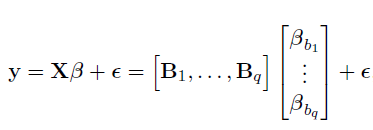 y = Xβ + ϵ = [B₁, . . . , B_q] [β_{b₁} ⋮ β_{b_q}] + ϵ